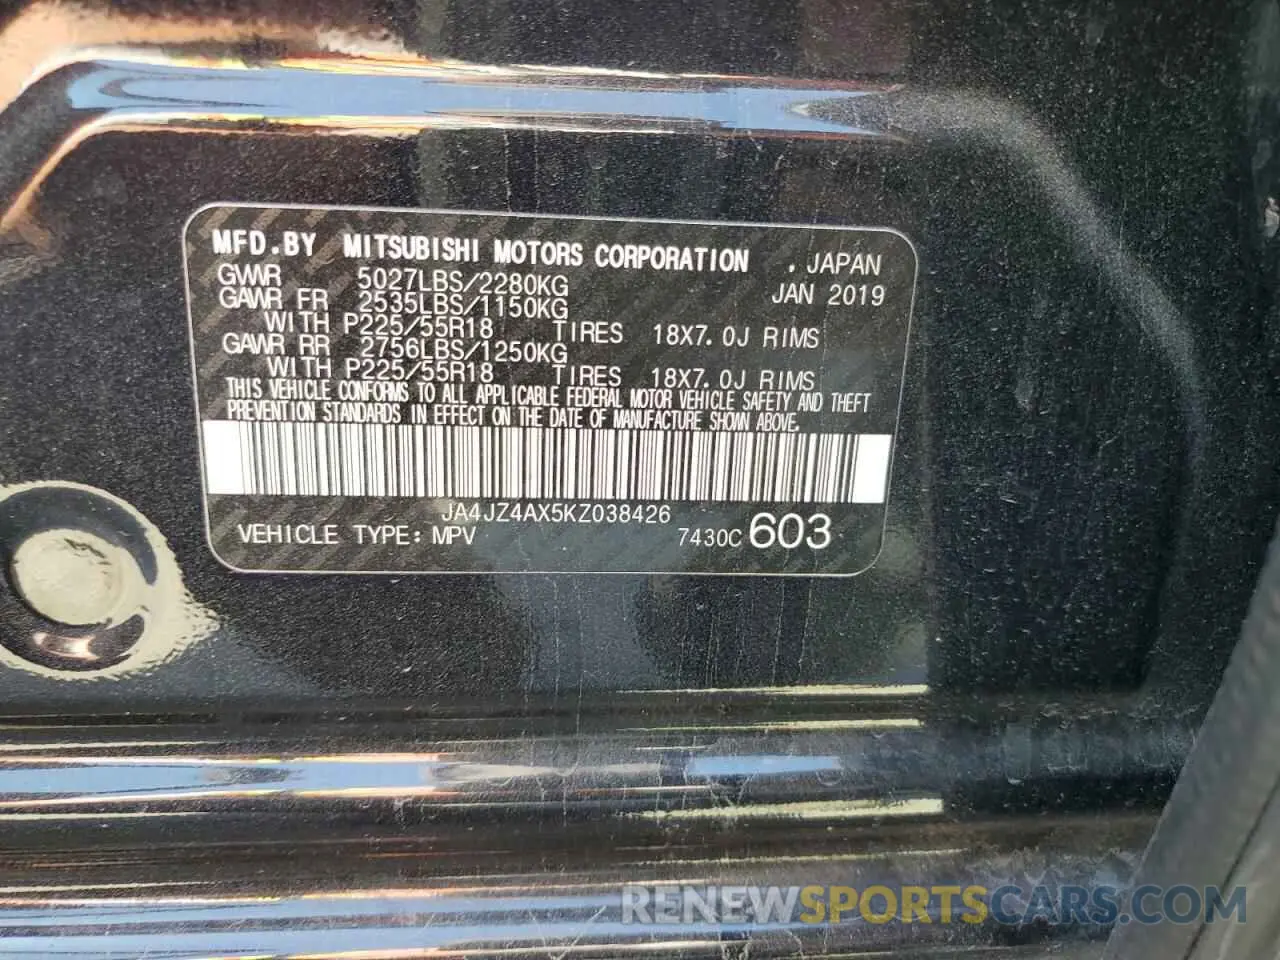 MFD.BY MITSUBISHI MOTORS CORPORATION . JAPAN
GVWR 5027LBS/2280KG JAN 2019
GAWR FR 2535LBS/1150KG
WITH P225/55R18 TIRES 18X7.0J RIMS
GAWR RR 2756LBS/1250KG
WITH P225/55R18 TIRES 18X7.0J RIMS
THIS VEHICLE CONFORMS TO ALL APPLICABLE FEDERAL MOTOR VEHICLE SAFETY AND THEFT
PREVENTION STANDARDS IN EFFECT ON THE DATE OF MANUFACTURE SHOWN ABOVE.
JA4JZ4AX5KZ038426
VEHICLE TYPE: MPV 7430C 603
RENEWSPORTSCARS.COM